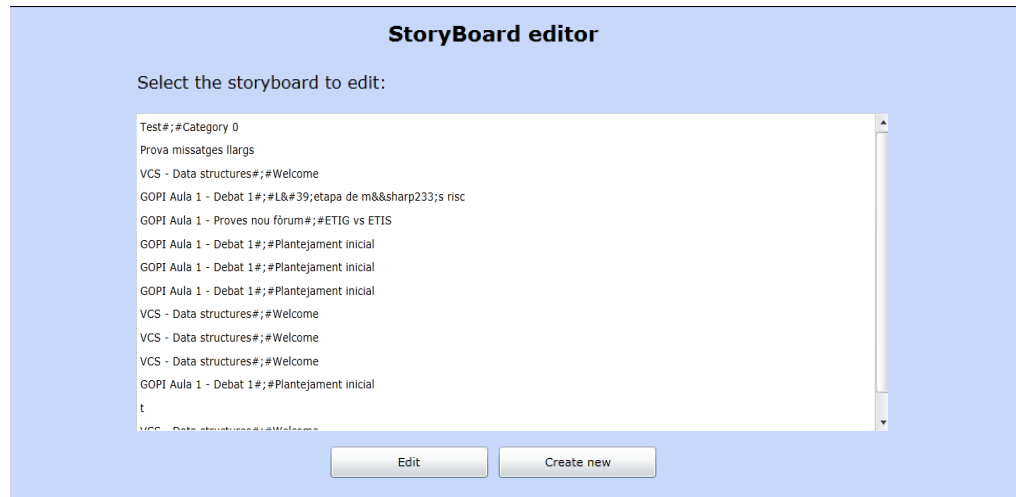 StoryBoard editor
Select the storyboard to edit:
Test#;#Category 0
Prova missatges llargs
VCS - Data structures#;#Welcome
GOPI Aula 1 - Debat 1#;#L&#39;etapa de m&&sharp233;s risc
GOPI Aula 1 - Proves nou fòrum#;#ETIG vs ETIS
GOPI Aula 1 - Debat 1#;#Plantejament inicial
GOPI Aula 1 - Debat 1#;#Plantejament inicial
GOPI Aula 1 - Debat 1#;#Plantejament inicial
VCS - Data structures#;#Welcome
VCS - Data structures#;#Welcome
VCS - Data structures#;#Welcome
GOPI Aula 1 - Debat 1#;#Plantejament inicial
t
VCS - Data structures#;#Welcome
Edit Create new